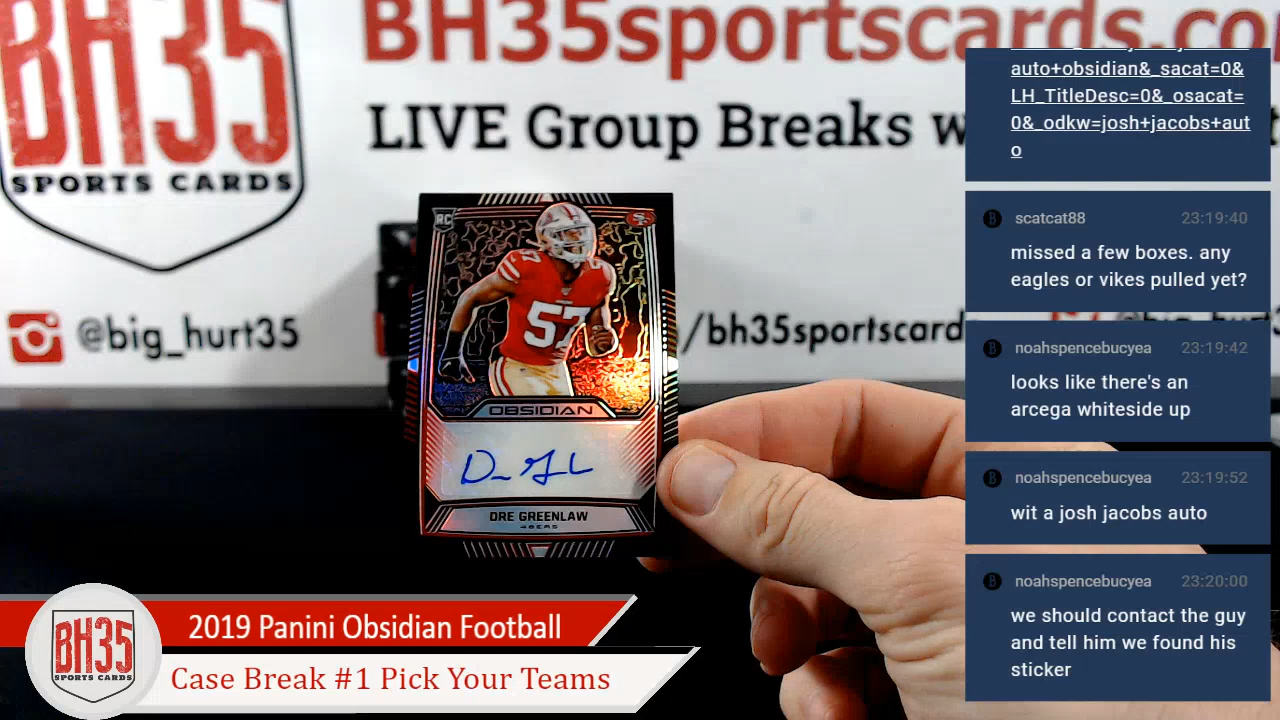 BH35
SPORTS CARDS
BH35sportscards.co
LIVE Group Breaks w
@big_hurt35
/bh35sportscard
RC
57
OBSIDIAN
DRE GREENLAW
49ERS
auto+obsidian&_sacat=0&
LH_TitleDesc=0&_osacat=
0&_odkw=josh+jacobs+aut
o
scatcat88 23:19:40
missed a few boxes. any
eagles or vikes pulled yet?
noahspencebucyea 23:19:42
looks like there's an
arcega whiteside up
noahspencebucyea 23:19:52
wit a josh jacobs auto
noahspencebucyea 23:20:00
we should contact the guy
and tell him we found his
sticker
BH35
SPORTS CARDS
2019 Panini Obsidian Football
Case Break #1 Pick Your Teams